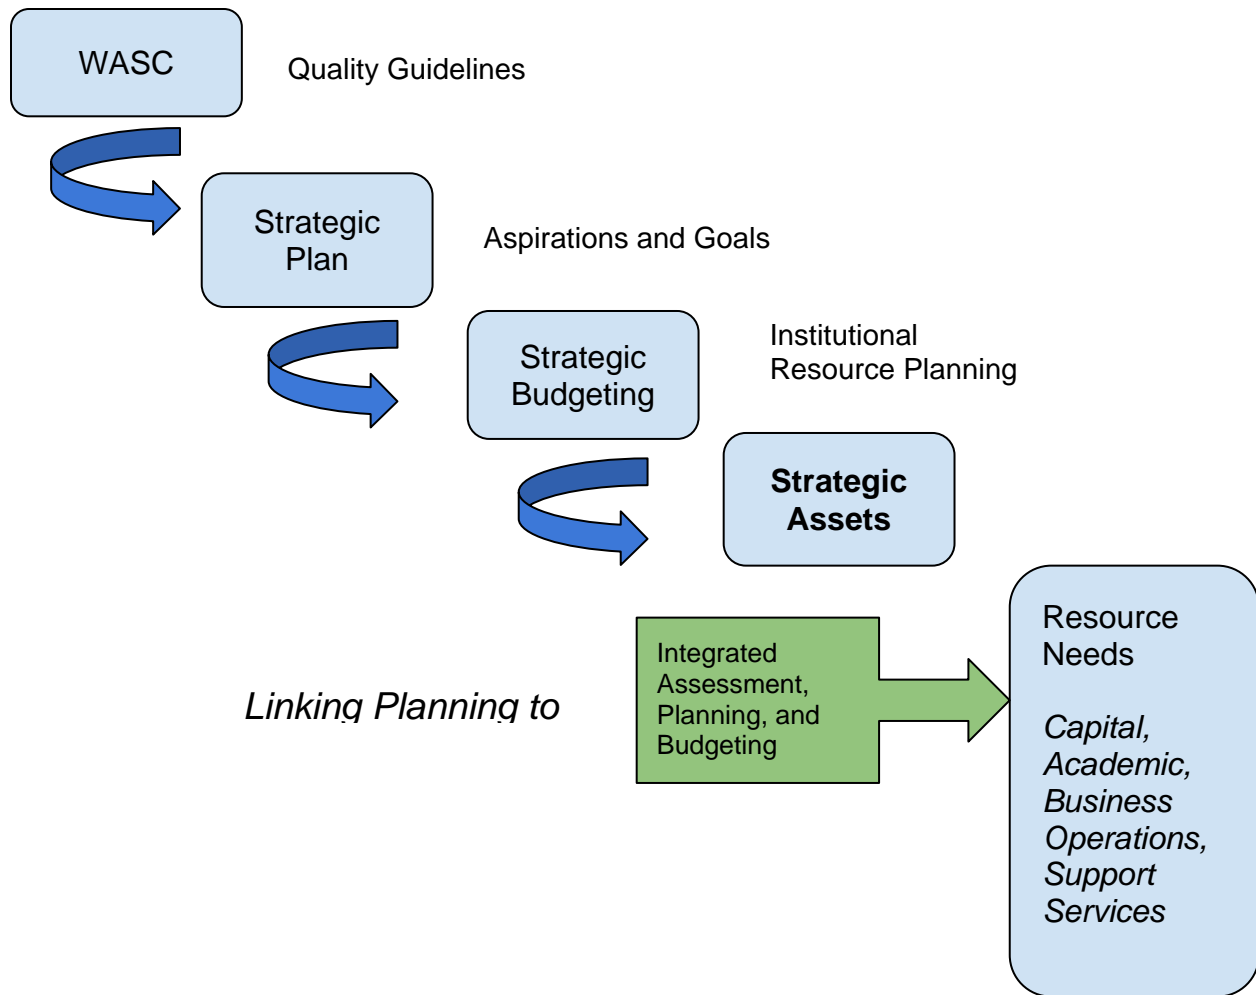 WASC
Quality Guidelines
Strategic
Plan
Aspirations and Goals
Strategic
Budgeting
Institutional
Resource Planning
Strategic
Assets
Linking Planning to
Integrated
Assessment,
Planning, and
Budgeting
Resource
Needs
Capital,
Academic,
Business
Operations,
Support
Services